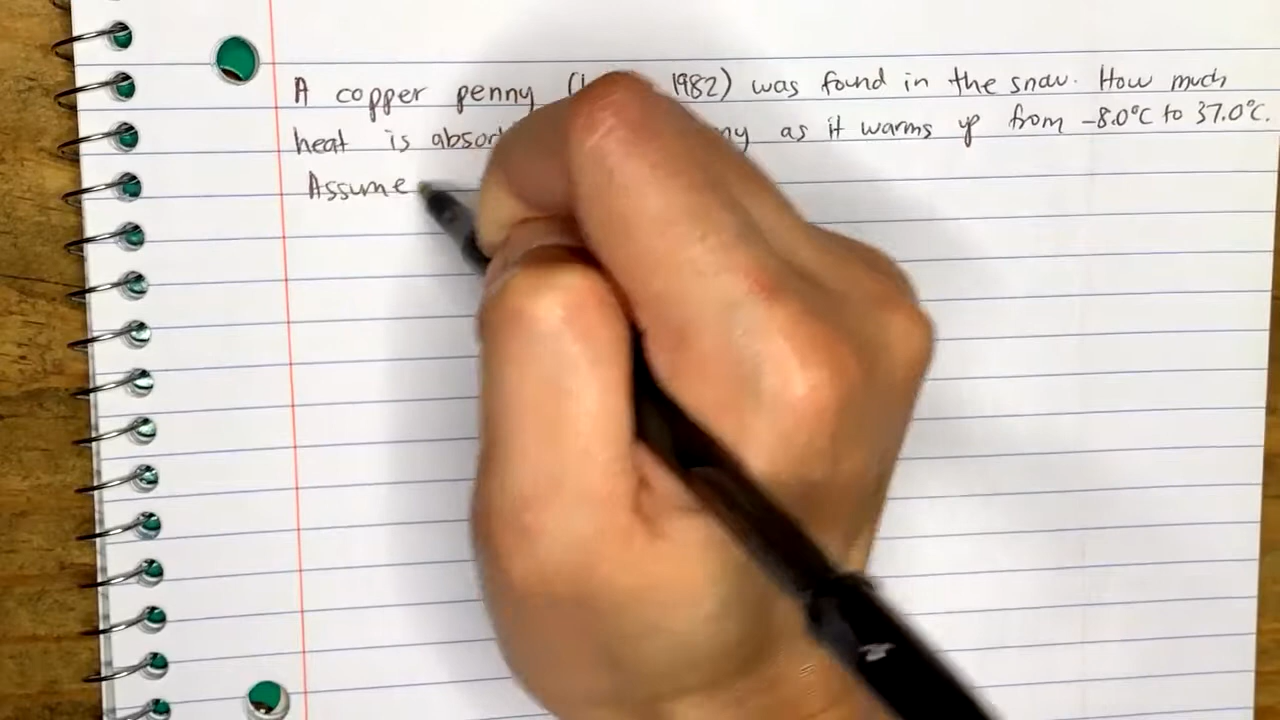 A copper penny 1982) was found in the snow. How much
heat is as it warms up from -8.0°C to 37.0°C.
Assume